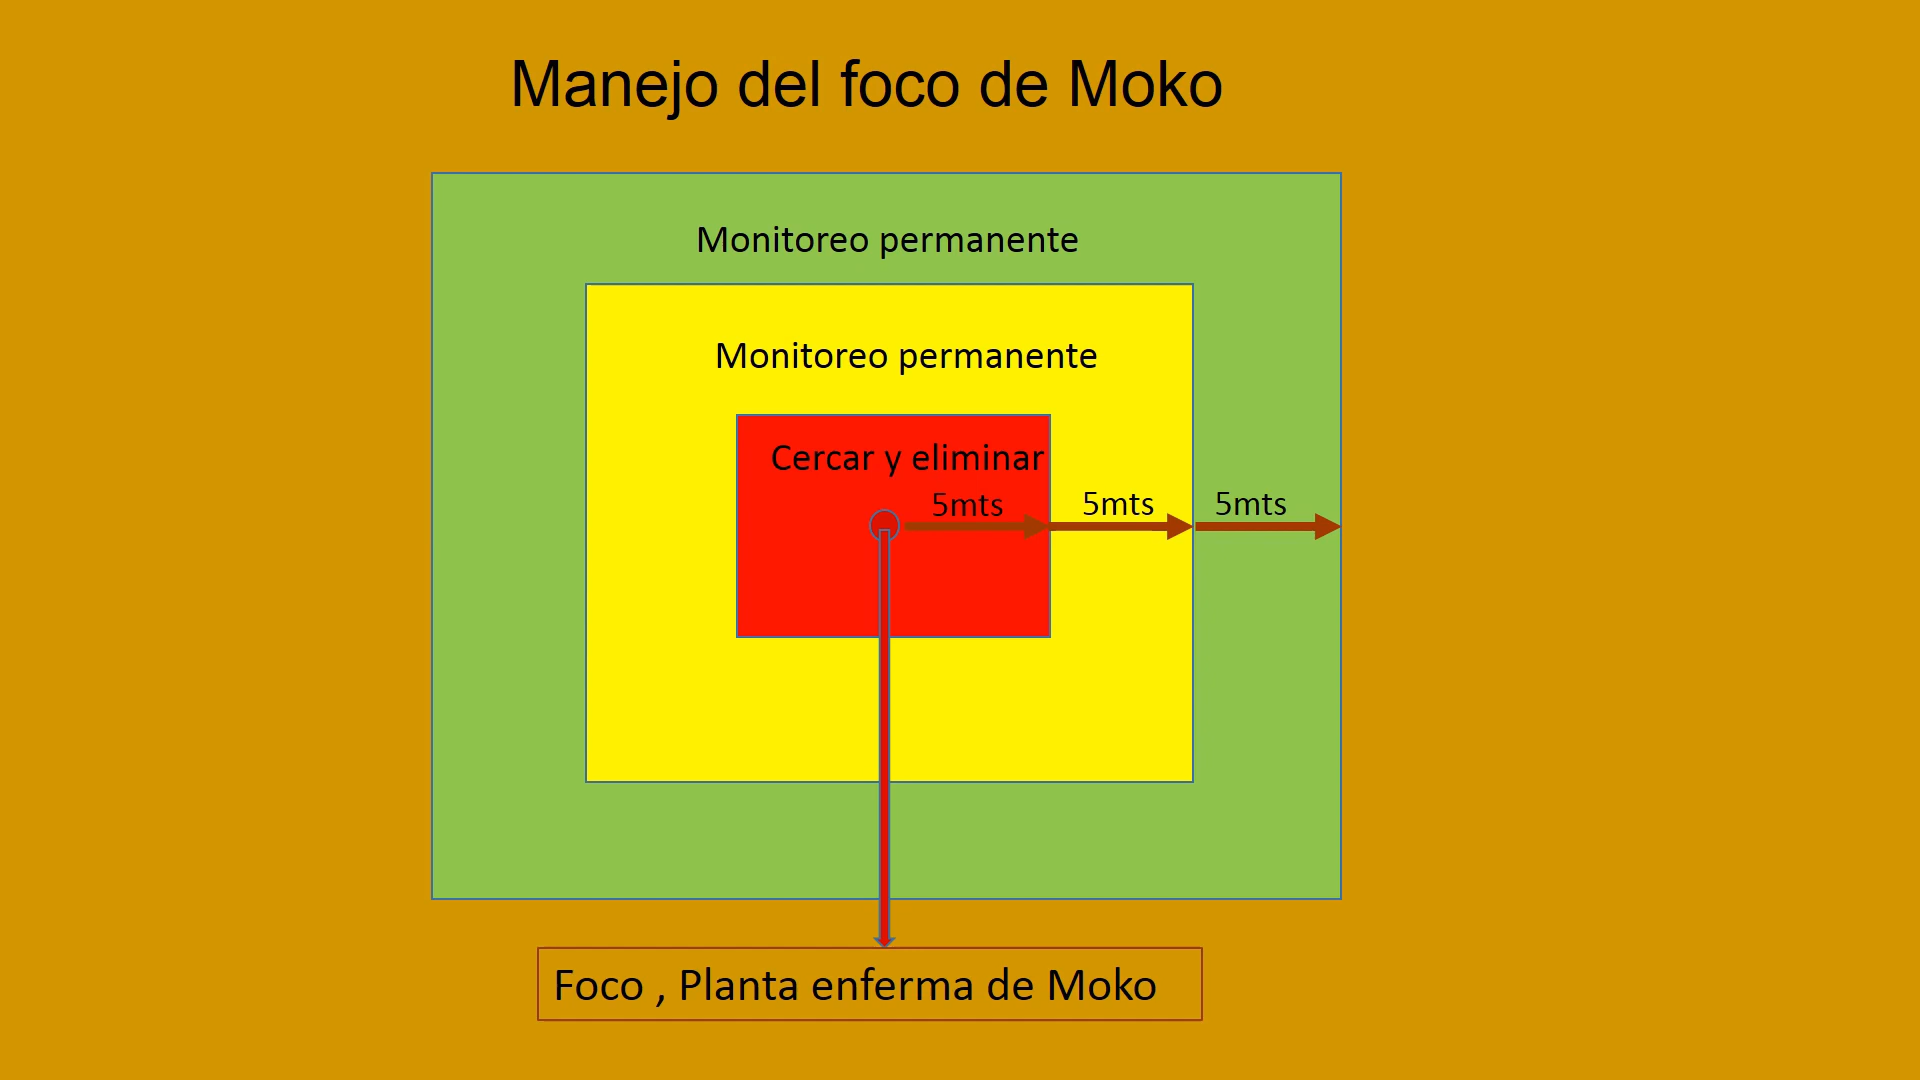 Manejo del foco de Moko
Monitoreo permanente
Monitoreo permanente
Cercar y eliminar
5mts
5mts
5mts
Foco , Planta enferma de Moko